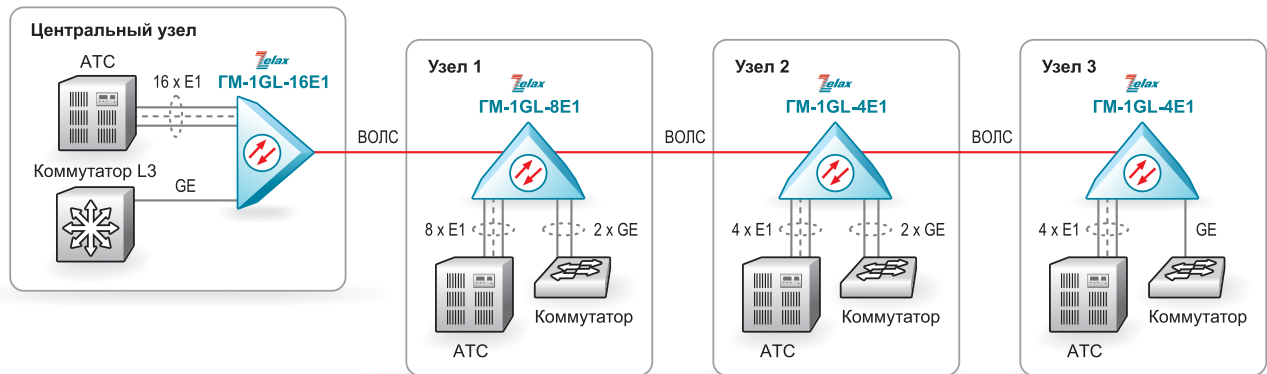 Центральный узел
АТС
16 x E1
Zelax
ГМ-1GL-16E1
Коммутатор L3
GE
ВОЛС
Узел 1
Zelax
ГМ-1GL-8E1
8 x E1
2 x GE
Коммутатор
АТС
ВОЛС
Узел 2
Zelax
ГМ-1GL-4E1
4 x E1
2 x GE
Коммутатор
АТС
ВОЛС
Узел 3
Zelax
ГМ-1GL-4E1
4 x E1
GE
Коммутатор
АТС